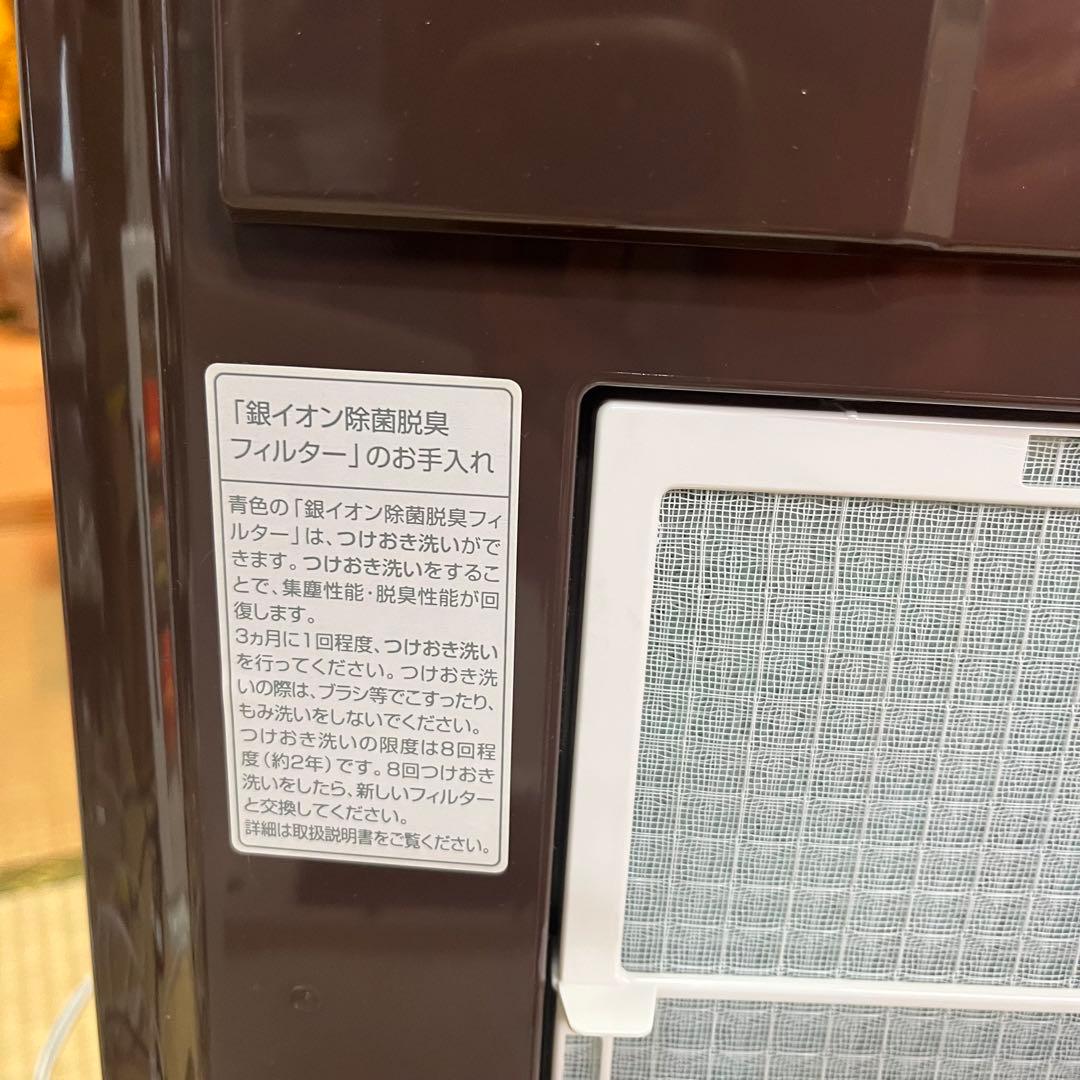 「銀イオン除菌脱臭
フィルター」のお手入れ
青色の「銀イオン除菌脱臭フィ
ルター」は、つけおき洗いがで
きます。つけおき洗いをするこ
とで、集塵性能・脱臭性能が回
復します。
3ヵ月に1回程度、つけおき洗い
を行ってください。つけおき洗
いの際は、ブラシ等でこすったり、
もみ洗いをしないでください。
つけおき洗いの限度は8回程
度(約2年)です。8回つけおき
洗いをしたら、新しいフィルター
と交換してください。
詳細は取扱説明書をご覧ください。